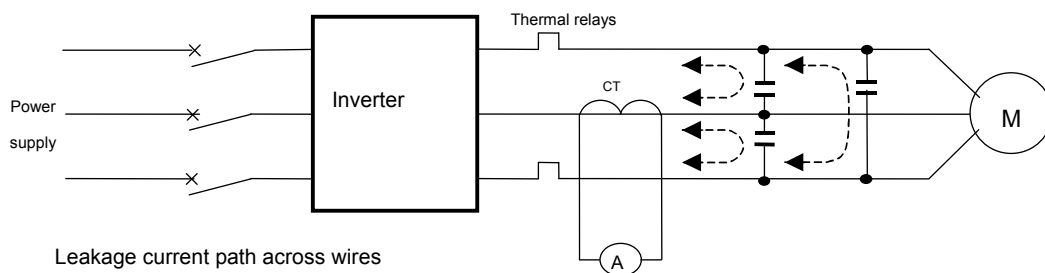 Thermal relays
CT
Power
supply
Inverter
M
A
Leakage current path across wires